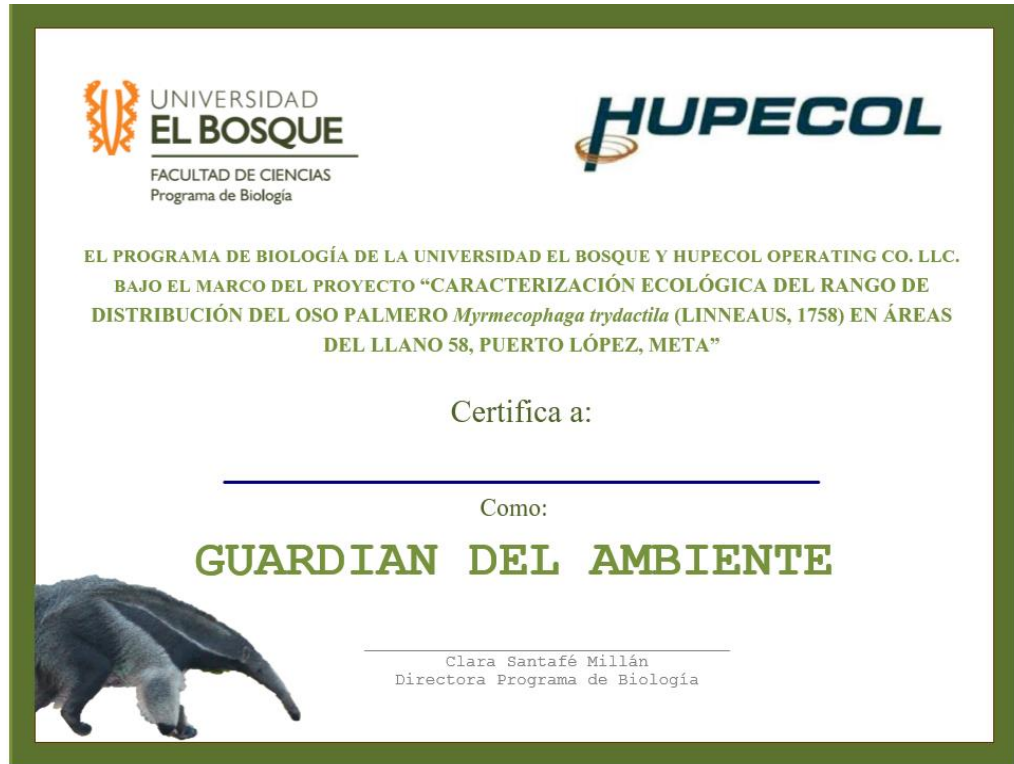 UNIVERSIDAD
EL BOSQUE
FACULTAD DE CIENCIAS
Programa de Biología
HUPECOL
EL PROGRAMA DE BIOLOGÍA DE LA UNIVERSIDAD EL BOSQUE Y HUPECOL OPERATING CO. LLC.
BAJO EL MARCO DEL PROYECTO “CARACTERIZACIÓN ECOLÓGICA DEL RANGO DE
DISTRIBUCIÓN DEL OSO PALMERO Myrmecophaga trydactila (LINNEAUS, 1758) EN ÁREAS
DEL LLANO 58, PUERTO LÓPEZ, META”
Certifica a:
Como:
GUARDIAN DEL AMBIENTE
Clara Santafé Millán
Directora Programa de Biología